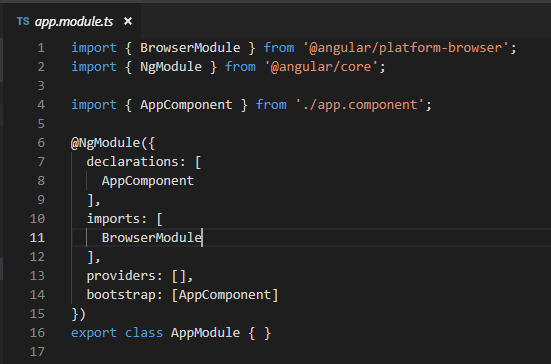 TS app.module.ts ×
1 import { BrowserModule } from '@angular/platform-browser';
2 import { NgModule } from '@angular/core';
3
4 import { AppComponent } from './app.component';
5
6 @NgModule({
7   declarations: [
8     AppComponent
9   ],
10   imports: [
11     BrowserModule
12   ],
13   providers: [],
14   bootstrap: [AppComponent]
15 })
16 export class AppModule { }
17